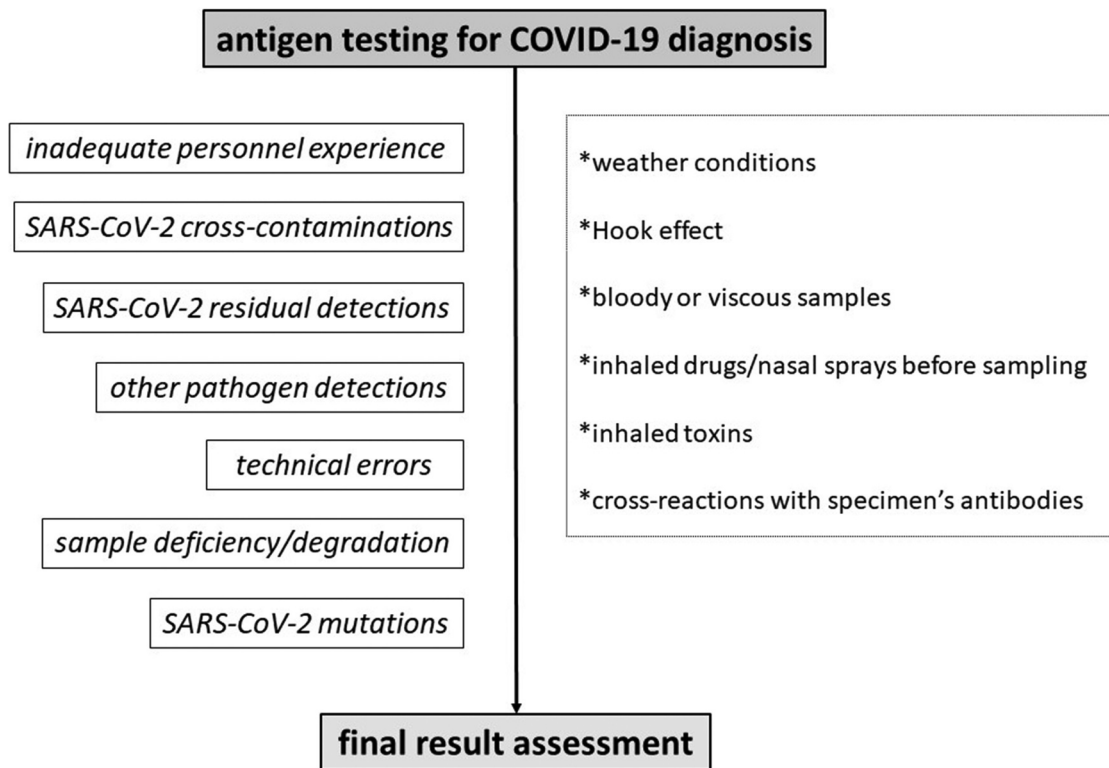 antigen testing for COVID-19 diagnosis
inadequate personnel experience
SARS-CoV-2 cross-contaminations
SARS-CoV-2 residual detections
other pathogen detections
technical errors
sample deficiency/degradation
SARS-CoV-2 mutations
*weather conditions
*Hook effect
*bloody or viscous samples
*inhaled drugs/nasal sprays before sampling
*inhaled toxins
*cross-reactions with specimen’s antibodies
final result assessment